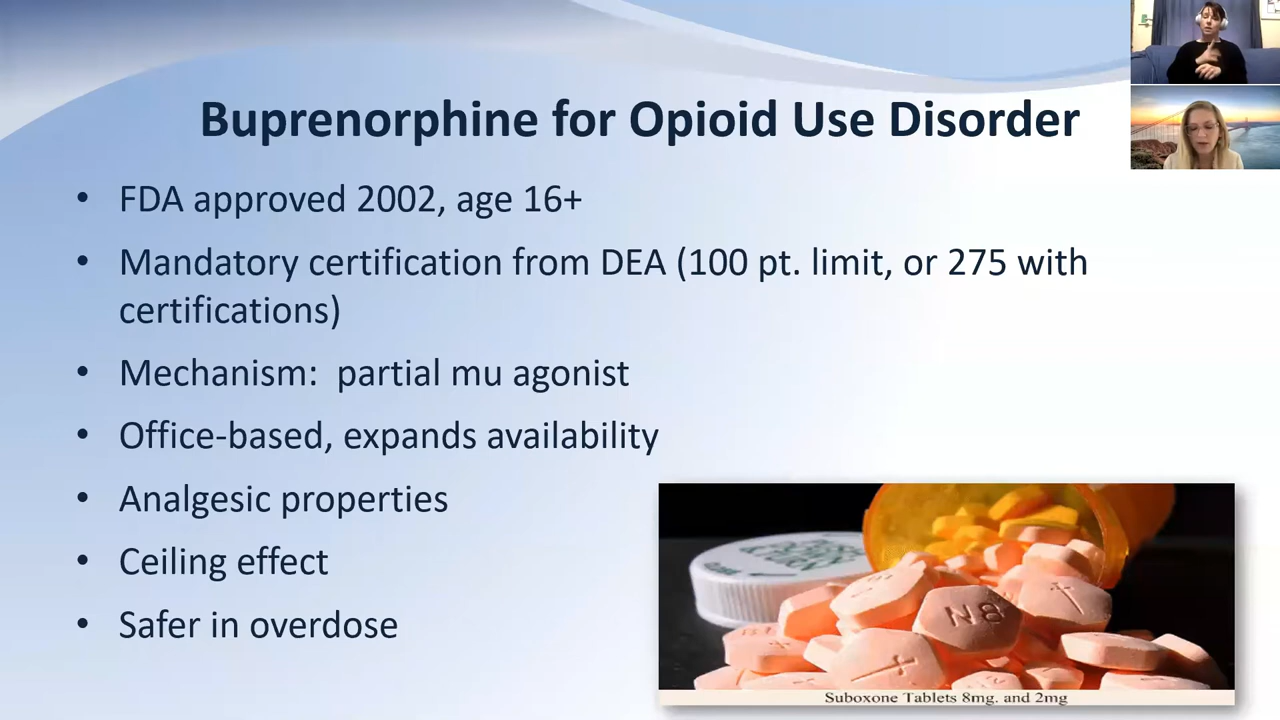 Buprenorphine for Opioid Use Disorder
• FDA approved 2002, age 16+
• Mandatory certification from DEA (100 pt. limit, or 275 with
certifications)
• Mechanism:  partial mu agonist
• Office-based, expands availability
• Analgesic properties
• Ceiling effect
• Safer in overdose
N8
Suboxone Tablets 8mg. and 2mg